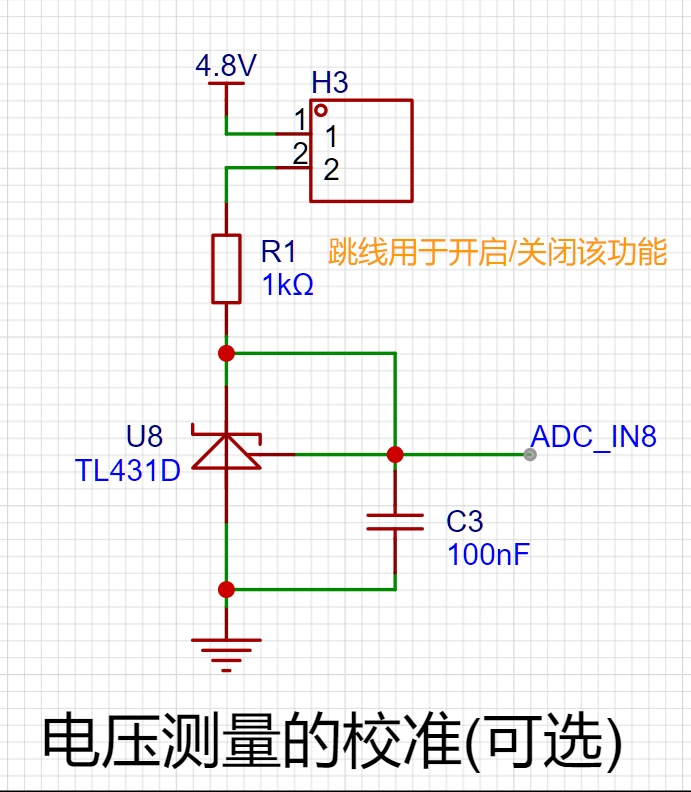 4.8V
H3
1
1
2
2
R1
1kΩ
跳线用于开启/关闭该功能
U8
TL431D
ADC_IN8
C3
100nF
电压测量的校准(可选)